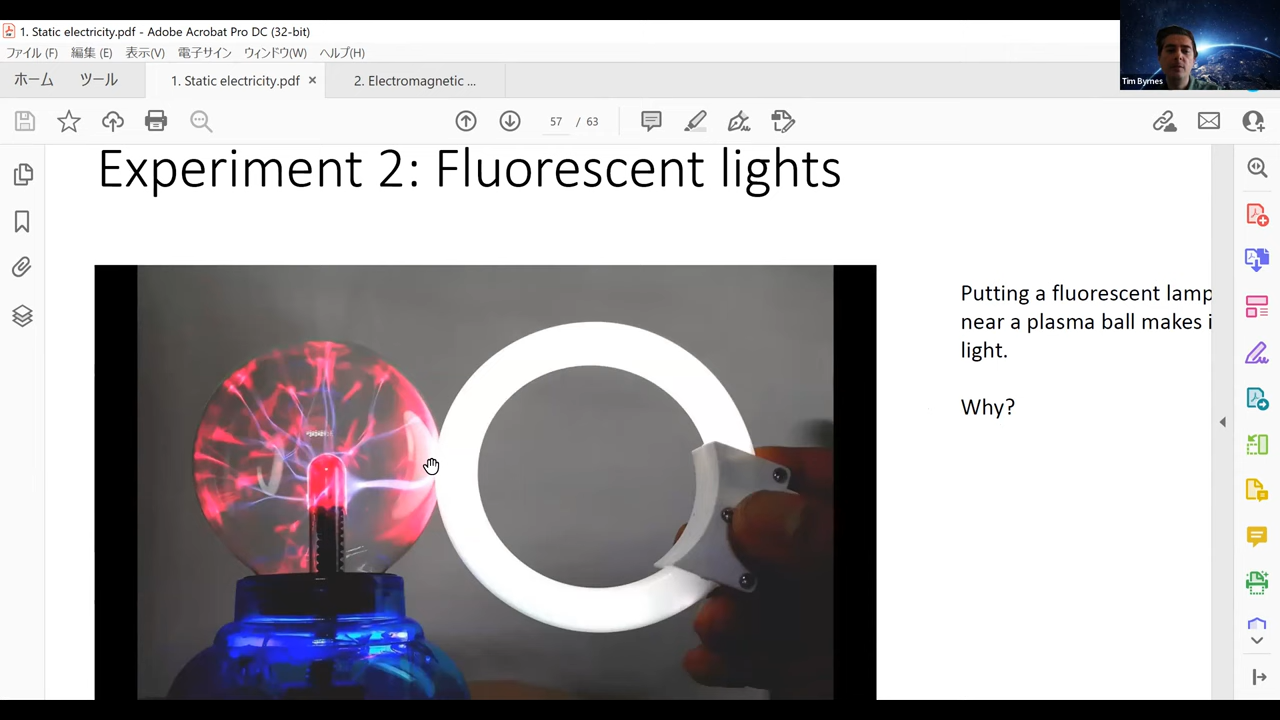 1. Static electricity.pdf - Adobe Acrobat Pro DC (32-bit)
ファイル(F) 編集(E) 表示(V) 電子サイン ウィンドウ(W) ヘルプ(H)
ホーム ツール 1. Static electricity.pdf × 2. Electromagnetic ...
57 / 63
Tim Byrnes
Experiment 2: Fluorescent lights
Putting a fluorescent lamp
near a plasma ball makes i
light.
Why?